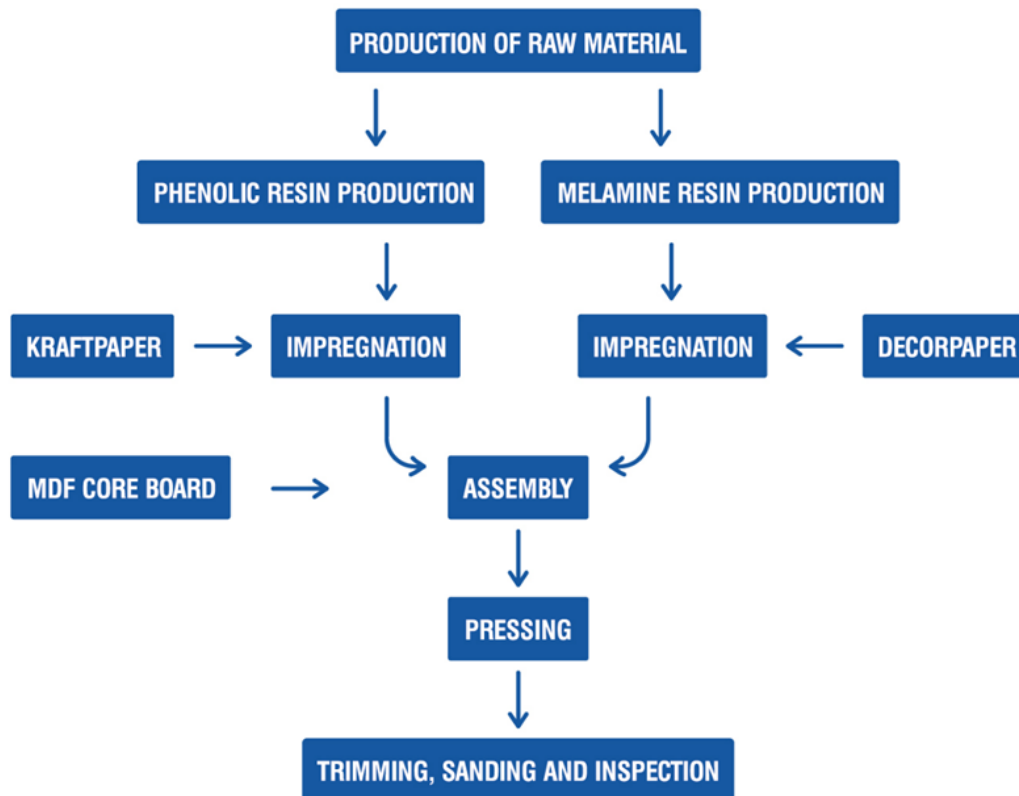 PRODUCTION OF RAW MATERIAL
PHENOLIC RESIN PRODUCTION
MELAMINE RESIN PRODUCTION
KRAFTPAPER
IMPREGNATION
IMPREGNATION
DECORPAPER
MDF CORE BOARD
ASSEMBLY
PRESSING
TRIMMING, SANDING AND INSPECTION